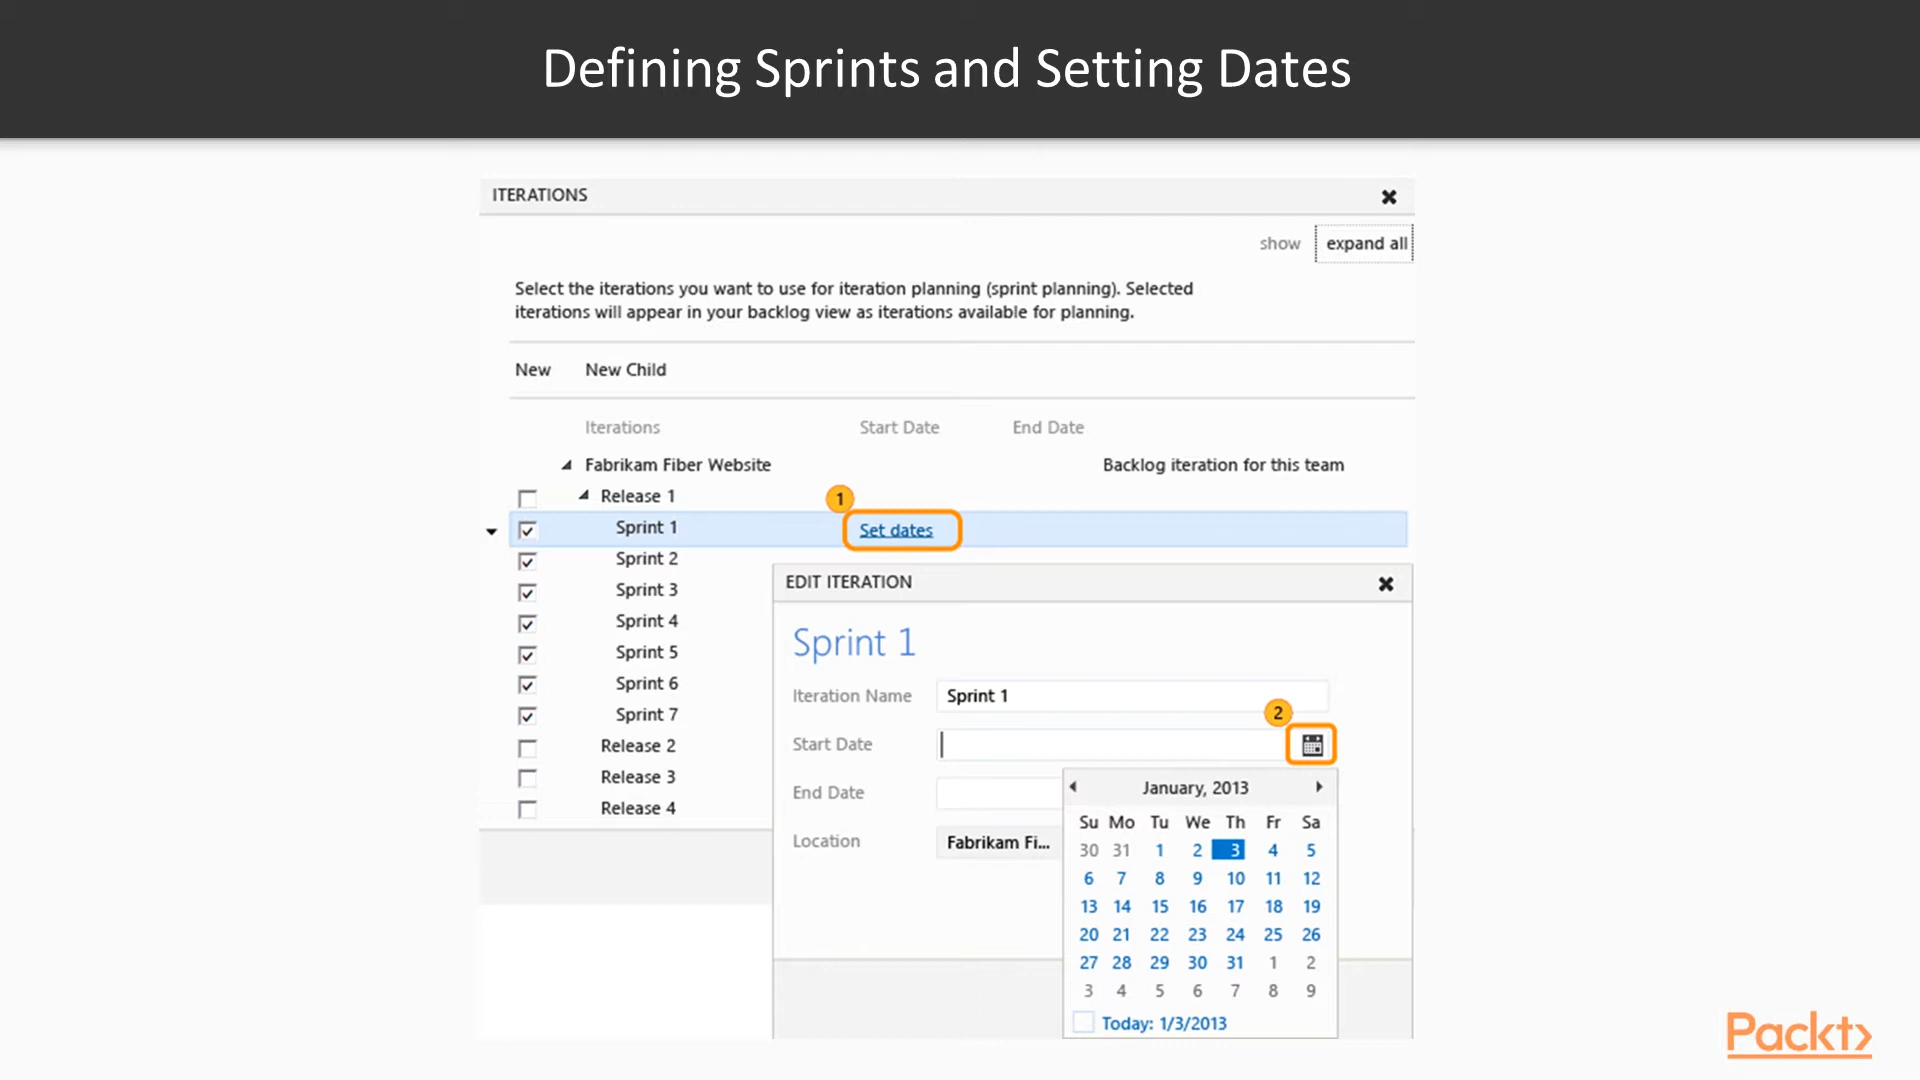 Defining Sprints and Setting Dates
ITERATIONS
show expand all
Select the iterations you want to use for iteration planning (sprint planning). Selected
iterations will appear in your backlog view as iterations available for planning.
New New Child
Iterations Start Date End Date
Fabrikam Fiber Website Backlog iteration for this team
Release 1
1
Sprint 1 Set dates
Sprint 2
Sprint 3
Sprint 4
Sprint 5
Sprint 6
Sprint 7
Release 2
Release 3
Release 4
EDIT ITERATION
Sprint 1
Iteration Name Sprint 1
2
Start Date
End Date
Location Fabrikam Fi...
January, 2013
Su Mo Tu We Th Fr Sa
30 31 1 2 3 4 5
6 7 8 9 10 11 12
13 14 15 16 17 18 19
20 21 22 23 24 25 26
27 28 29 30 31 1 2
3 4 5 6 7 8 9
Today: 1/3/2013
Packt